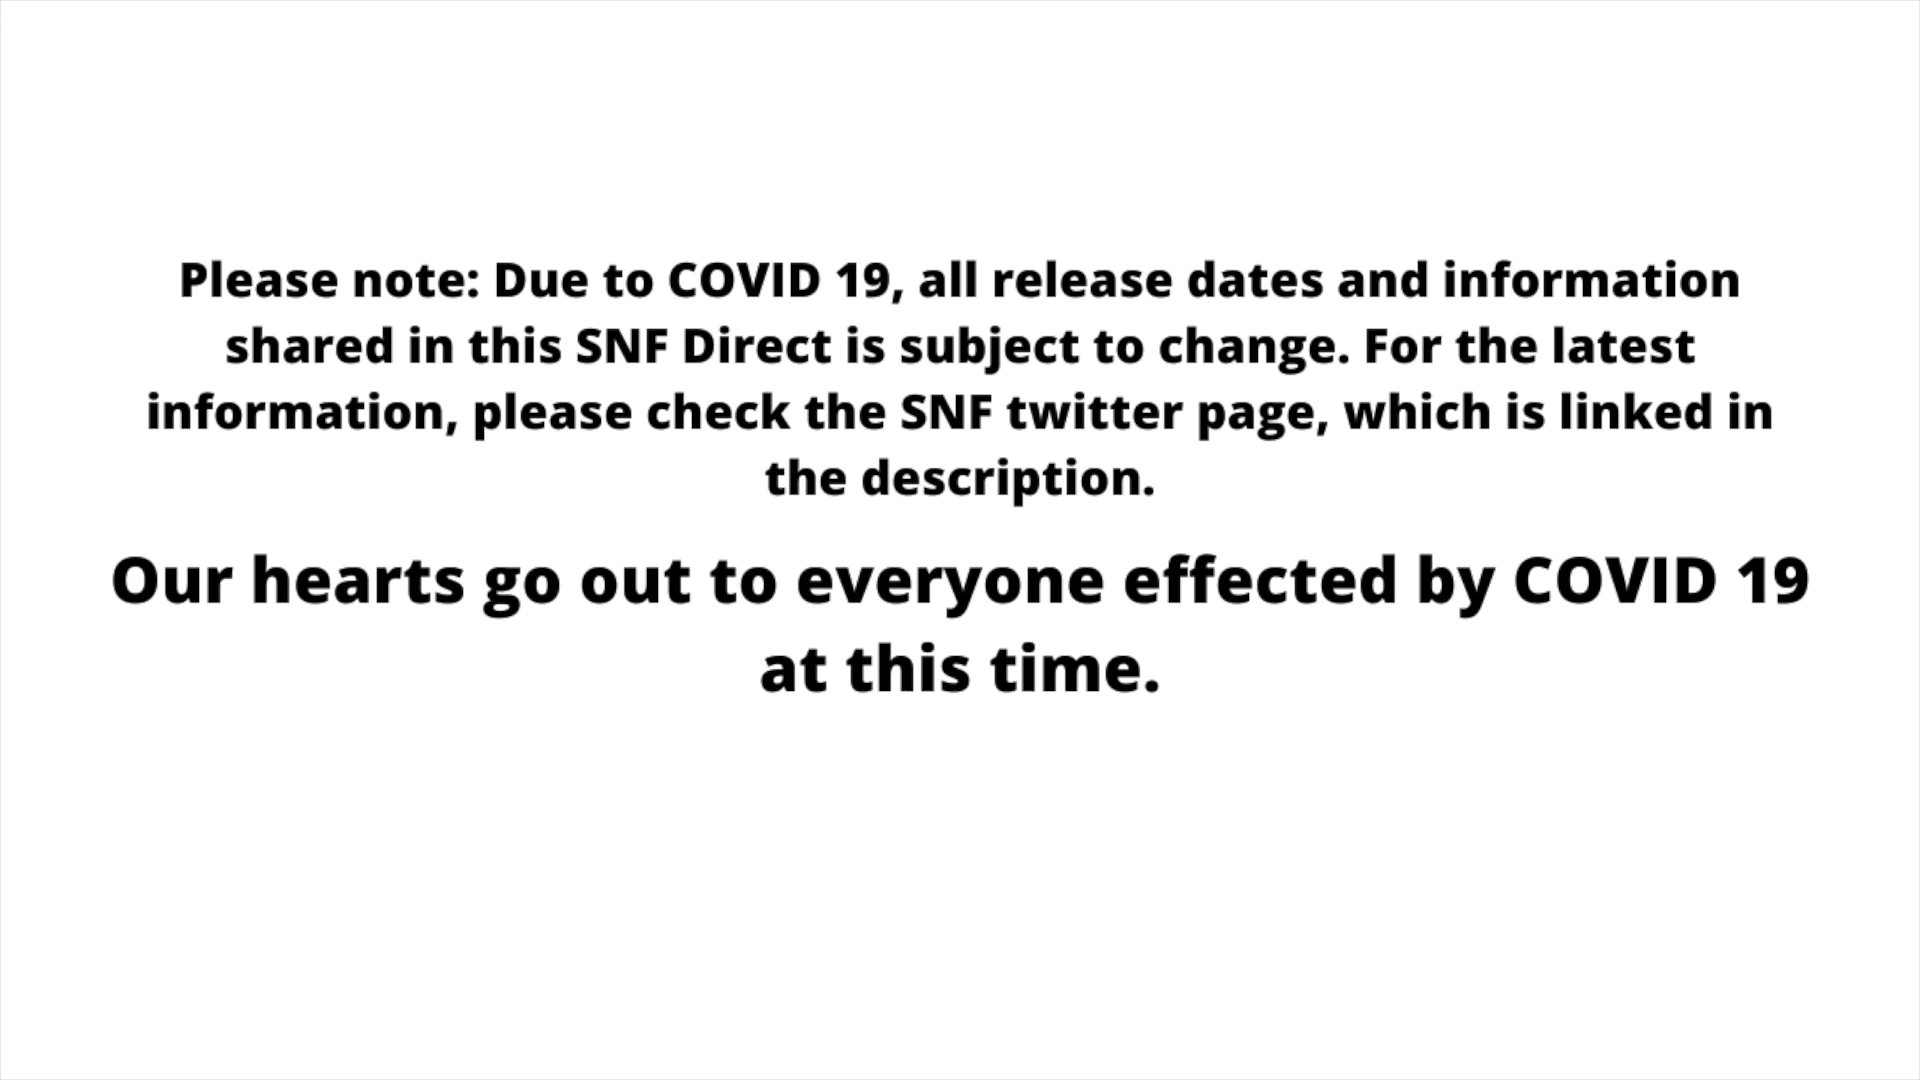 Please note: Due to COVID 19, all release dates and information
shared in this SNF Direct is subject to change. For the latest
information, please check the SNF twitter page, which is linked in
the description.
Our hearts go out to everyone effected by COVID 19
at this time.